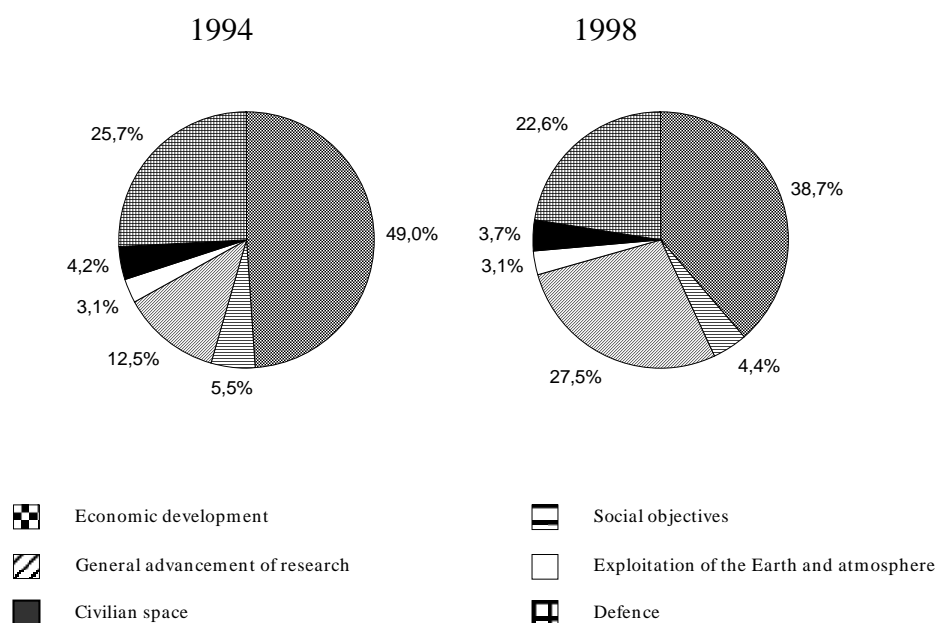 1994 1998
25,7%
49,0%
4,2%
3,1%
12,5%
5,5%
22,6%
38,7%
3,7%
3,1%
27,5%
4,4%
Economic development
Social objectives
General advancement of research
Exploitation of the Earth and atmosphere
Civilian space
Defence